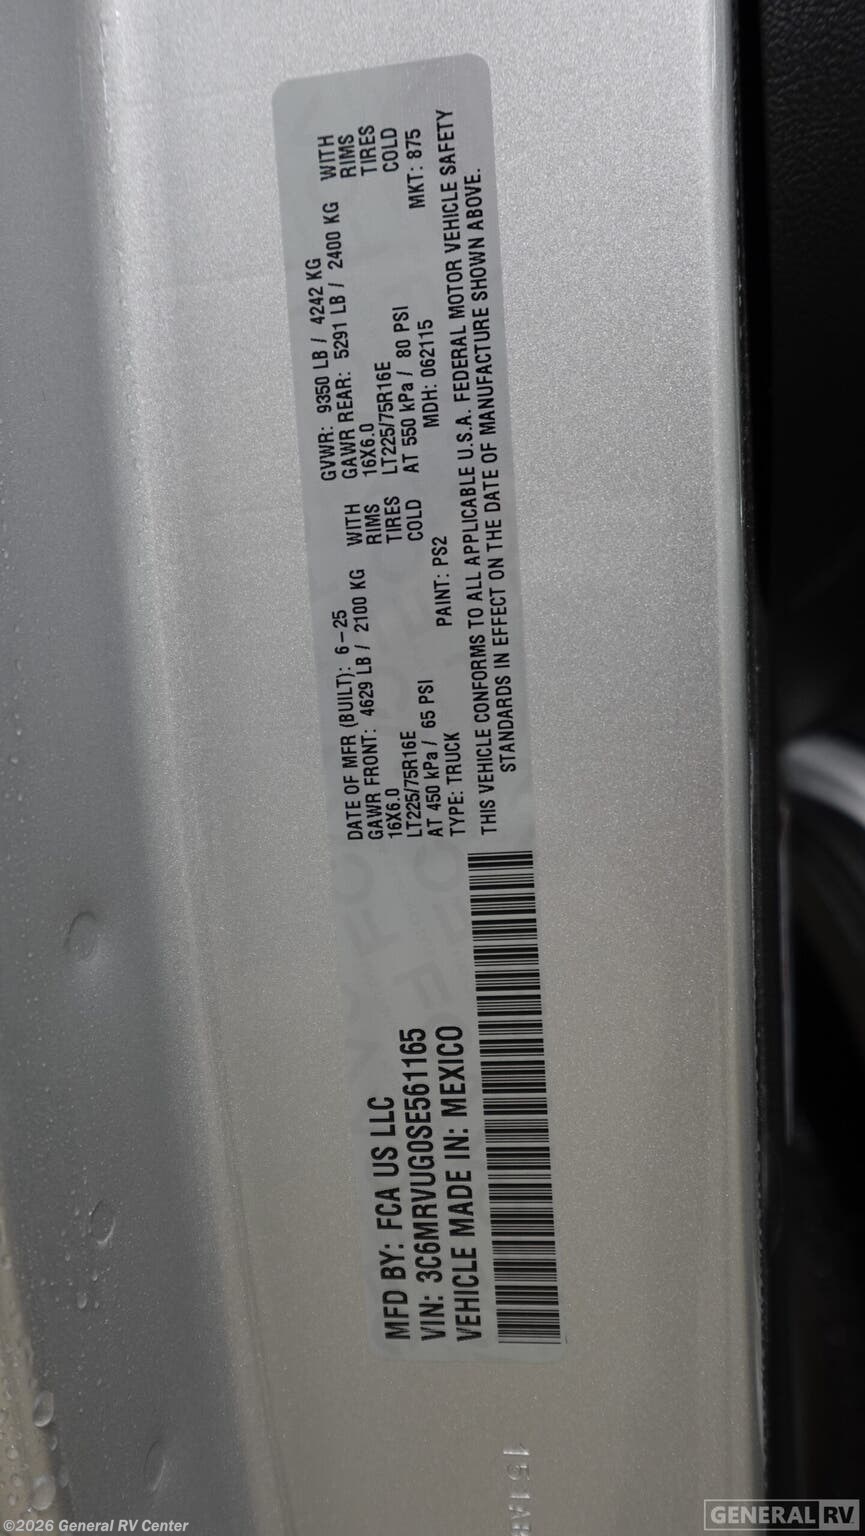 MFD BY: FCA US LLC
VIN: 3C6MRVUG0SE561165
VEHICLE MADE IN: MEXICO
DATE OF MFR (BUILT): 6-25
GAWR FRONT: 4629 LB / 2100 KG WITH
16X6.0 RIMS
LT225/75R16E TIRES
AT 450 kPa / 65 PSI COLD
TYPE: TRUCK PAINT: PS2
GVWR: 9350 LB / 4242 KG
GAWR REAR: 5291 LB / 2400 KG WITH
16X6.0 RIMS
LT225/75R16E TIRES
AT 550 kPa / 80 PSI COLD
MDH: 062115 MKT: 875
THIS VEHICLE CONFORMS TO ALL APPLICABLE U.S.A. FEDERAL MOTOR VEHICLE SAFETY
STANDARDS IN EFFECT ON THE DATE OF MANUFACTURE SHOWN ABOVE.
©2026 General RV Center
GENERAL RV